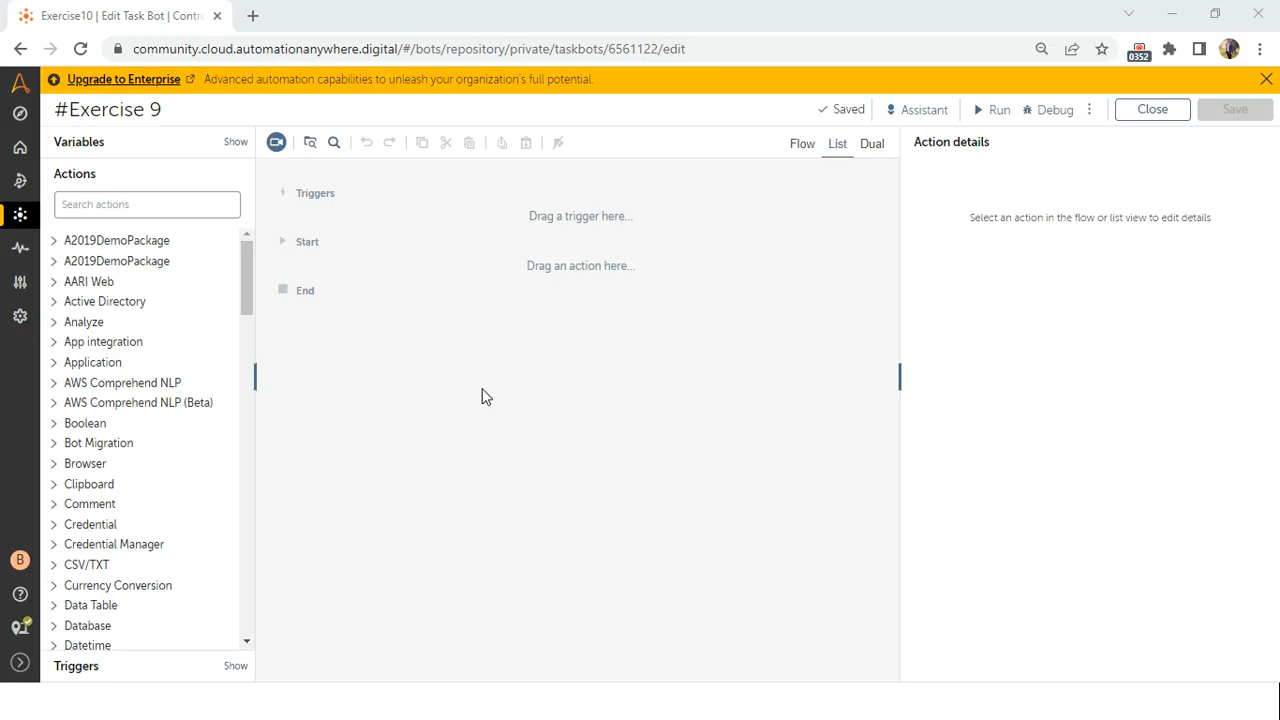 Exercise10 | Edit Task Bot | Contr
community.cloud.automationanywhere.digital/#/bots/repository/private/taskbots/6561122/edit
0352
Upgrade to Enterprise Advanced automation capabilities to unleash your organization's full potential.
#Exercise 9
Saved
Assistant
Run
Debug
Close
Save
Variables
Show
Flow
List
Dual
Action details
Actions
Search actions
Triggers
Drag a trigger here...
Select an action in the flow or list view to edit details
Start
Drag an action here...
End
A2019DemoPackage
A2019DemoPackage
AARI Web
Active Directory
Analyze
App integration
Application
AWS Comprehend NLP
AWS Comprehend NLP (Beta)
Boolean
Bot Migration
Browser
Clipboard
Comment
Credential
Credential Manager
CSV/TXT
Currency Conversion
Data Table
Database
Datetime
Triggers
Show
B